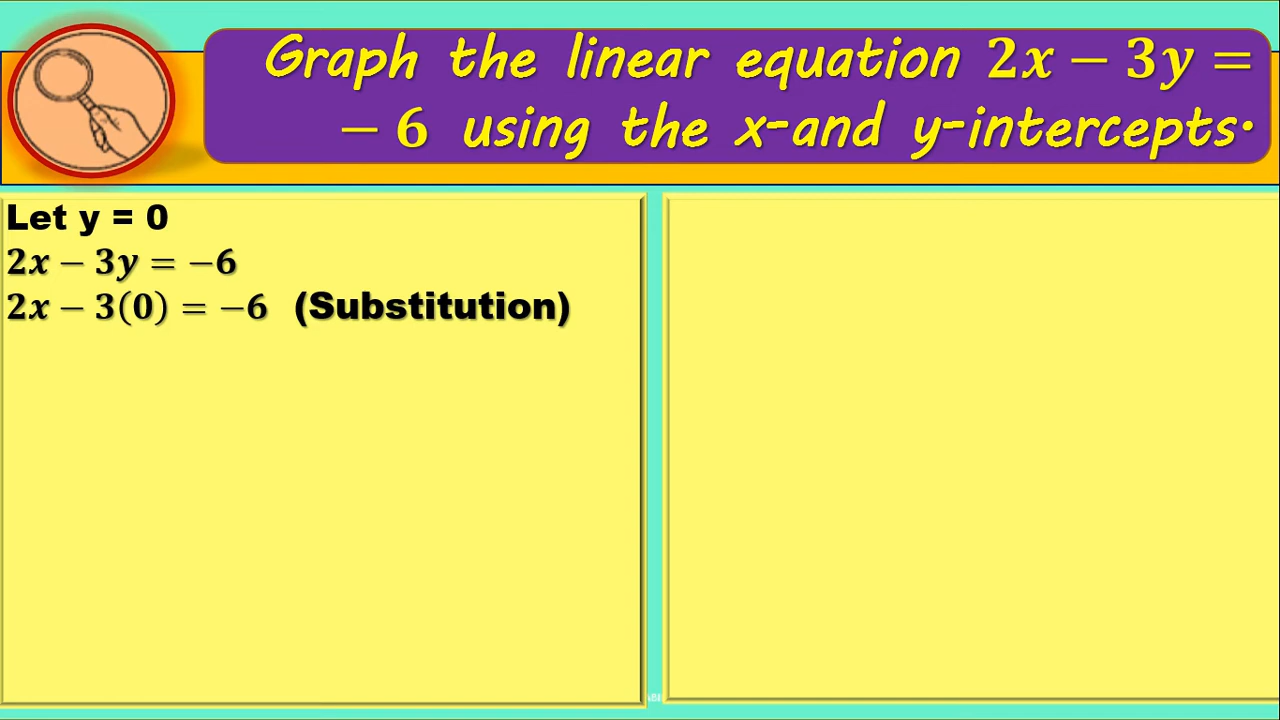 Graph the linear equation 2x − 3y =
− 6 using the x-and y-intercepts.
Let y = 0
2x − 3y = −6
2x − 3(0) = −6 (Substitution)